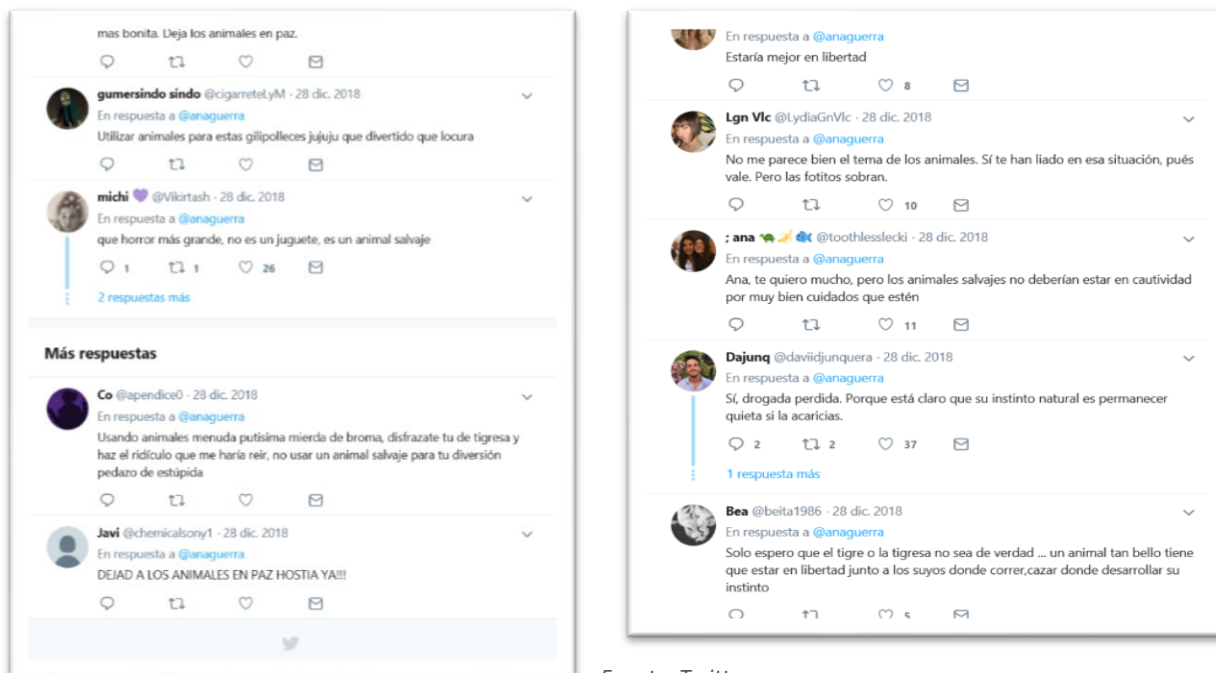 mas bonita. Deja los animales en paz.
gumersindo sindo @cigarreteLyM · 28 dic. 2018
En respuesta a @anaguerra
Utilizar animales para estas gilipolleces jujuju que divertido que locura
michi 💜 @Vikirtash · 28 dic. 2018
En respuesta a @anaguerra
que horror más grande, no es un juguete, es un animal salvaje
1 1 26
2 respuestas más
Más respuestas
Co @apendice0 · 28 dic. 2018
En respuesta a @anaguerra
Usando animales menuda putisima mierda de broma, disfrazate tu de tigresa y
haz el ridículo que me haría reir, no usar un animal salvaje para tu diversión
pedazo de estúpida
Javi @chemicalsony1 · 28 dic. 2018
En respuesta a @anaguerra
DEJAD A LOS ANIMALES EN PAZ HOSTIA YA!!!
En respuesta a @anaguerra
Estaría mejor en libertad
8
Lgn Vlc @LydiaGnVlc · 28 dic. 2018
En respuesta a @anaguerra
No me parece bien el tema de los animales. Sí te han liado en esa situación, pués
vale. Pero las fotitos sobran.
10
; ana 🐢🍌🐟 @toothlesslecki · 28 dic. 2018
En respuesta a @anaguerra
Ana, te quiero mucho, pero los animales salvajes no deberían estar en cautividad
por muy bien cuidados que estén
11
Dajunq @daviidjunquera · 28 dic. 2018
En respuesta a @anaguerra
Sí, drogada perdida. Porque está claro que su instinto natural es permanecer
quieta si la acaricias.
2 2 37
1 respuesta más
Bea @beita1986 · 28 dic. 2018
En respuesta a @anaguerra
Solo espero que el tigre o la tigresa no sea de verdad ... un animal tan bello tiene
que estar en libertad junto a los suyos donde correr,cazar donde desarrollar su
instinto